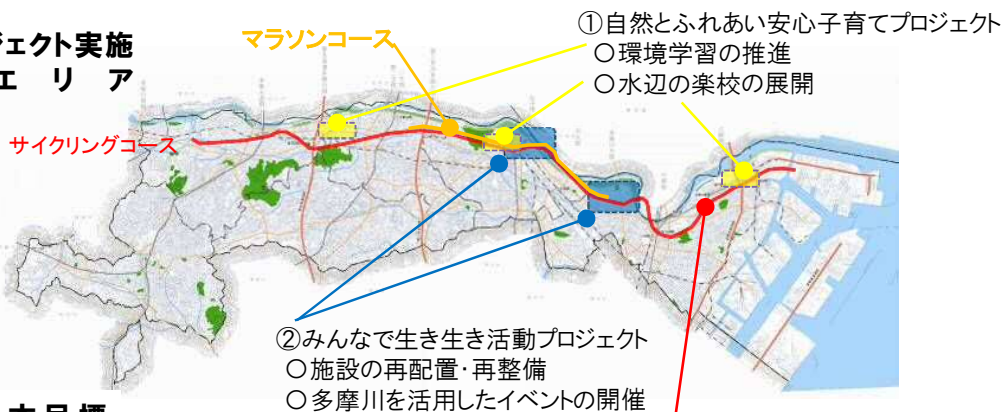 ジェクト実施
エリア
マラソンコース
サイクリングコース
①自然とふれあい安心子育てプロジェクト
○環境学習の推進
○水辺の楽校の展開
②みんなで生き生き活動プロジェクト
○施設の再配置・再整備
○多摩川を活用したイベントの開催